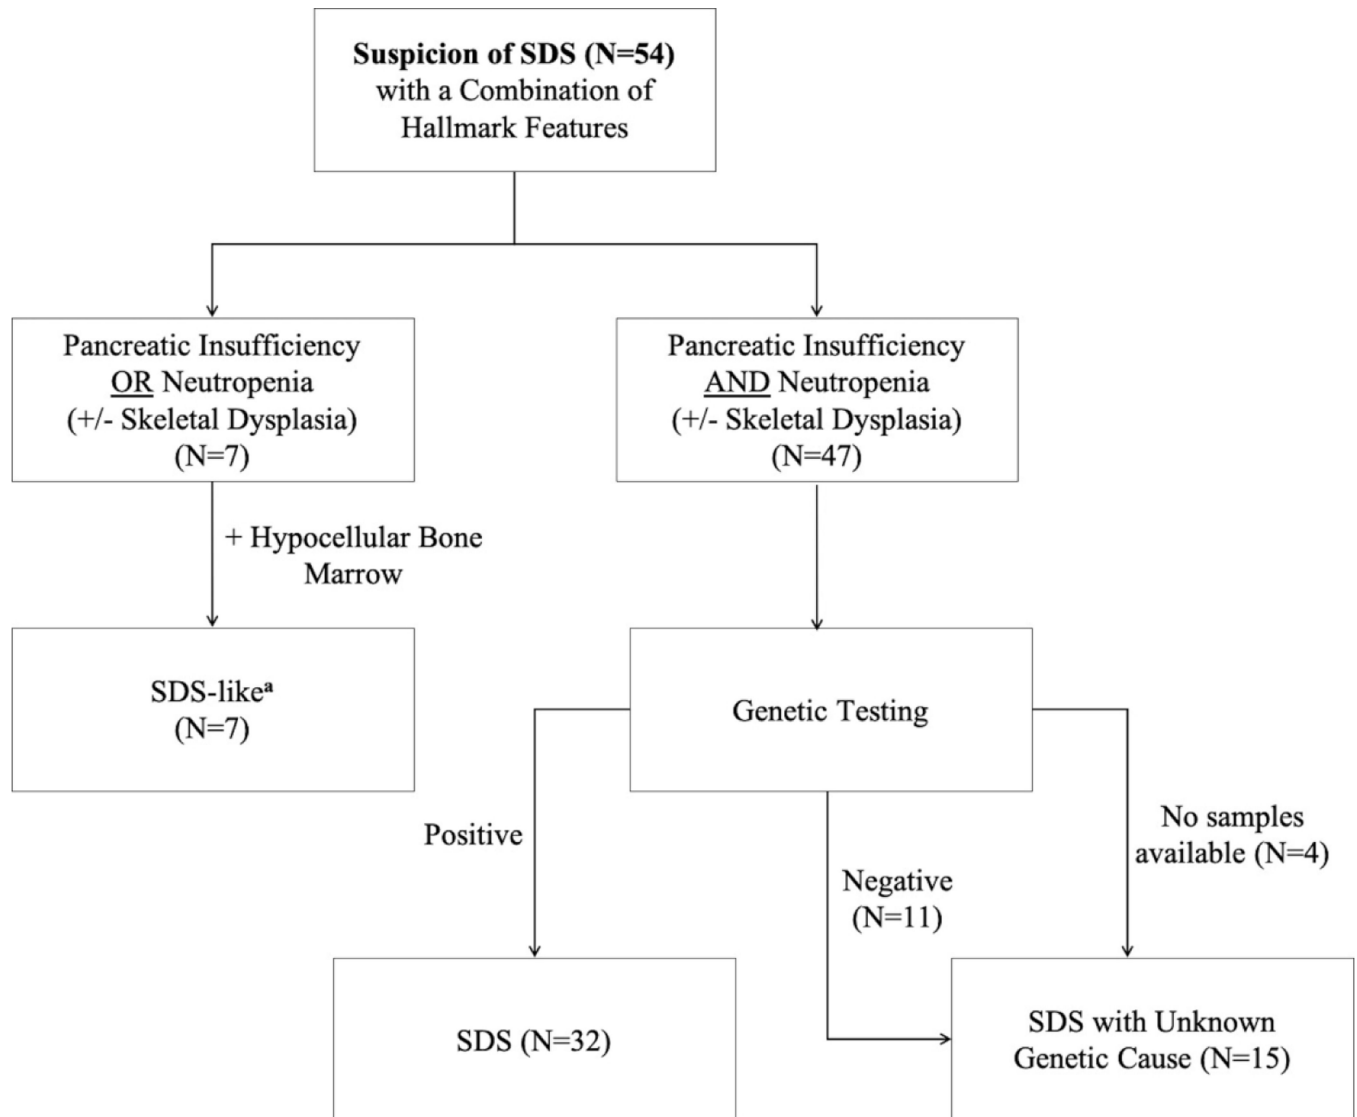 Suspicion of SDS (N=54)
with a Combination of
Hallmark Features
Pancreatic Insufficiency
OR Neutropenia
(+/- Skeletal Dysplasia)
(N=7)
Pancreatic Insufficiency
AND Neutropenia
(+/- Skeletal Dysplasia)
(N=47)
+ Hypocellular Bone
Marrow
SDS-likeᵃ
(N=7)
Genetic Testing
Positive
Negative
(N=11)
No samples
available (N=4)
SDS (N=32)
SDS with Unknown
Genetic Cause (N=15)